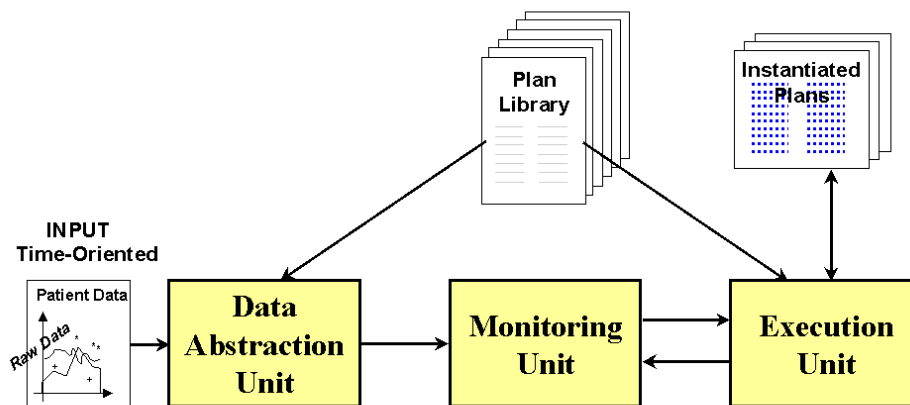 Plan
Library
Instantiated
Plans
INPUT
Time-Oriented
Patient Data
Raw Data
Data
Abstraction
Unit
Monitoring
Unit
Execution
Unit